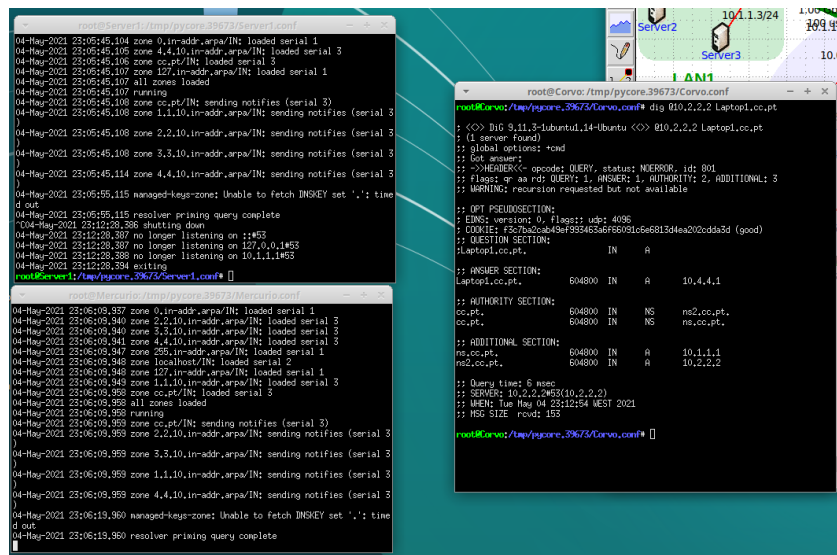 root@Server1: /tmp/pycore.39673/Server1.conf
04-May-2021 23:05:45.104 zone 0.in-addr.arpa/IN: loaded serial 1
04-May-2021 23:05:45.105 zone 4.4.10.in-addr.arpa/IN: loaded serial 3
04-May-2021 23:05:45.106 zone cc.pt/IN: loaded serial 3
04-May-2021 23:05:45.107 zone 127.in-addr.arpa/IN: loaded serial 1
04-May-2021 23:05:45.107 all zones loaded
04-May-2021 23:05:45.107 running
04-May-2021 23:05:45.108 zone cc.pt/IN: sending notifies (serial 3)
04-May-2021 23:05:45.108 zone 1.1.10.in-addr.arpa/IN: sending notifies (serial 3
)
04-May-2021 23:05:45.108 zone 2.2.10.in-addr.arpa/IN: sending notifies (serial 3
)
04-May-2021 23:05:45.108 zone 3.3.10.in-addr.arpa/IN: sending notifies (serial 3
)
04-May-2021 23:05:45.114 zone 4.4.10.in-addr.arpa/IN: sending notifies (serial 3
)
04-May-2021 23:05:55.115 managed-keys-zone: Unable to fetch DNSKEY set '.': time
d out
04-May-2021 23:05:55.115 resolver priming query complete
^C04-May-2021 23:12:28.386 shutting down
04-May-2021 23:12:28.387 no longer listening on ::#53
04-May-2021 23:12:28.387 no longer listening on 127.0.0.1#53
04-May-2021 23:12:28.388 no longer listening on 10.1.1.1#53
04-May-2021 23:12:28.394 exiting
root@Server1:/tmp/pycore.39673/Server1.conf#
root@Mercurio: /tmp/pycore.39673/Mercurio.conf
04-May-2021 23:06:09.937 zone 0.in-addr.arpa/IN: loaded serial 1
04-May-2021 23:06:09.940 zone 2.2.10.in-addr.arpa/IN: loaded serial 3
04-May-2021 23:06:09.940 zone 3.3.10.in-addr.arpa/IN: loaded serial 3
04-May-2021 23:06:09.941 zone 4.4.10.in-addr.arpa/IN: loaded serial 3
04-May-2021 23:06:09.947 zone 255.in-addr.arpa/IN: loaded serial 1
04-May-2021 23:06:09.948 zone localhost/IN: loaded serial 2
04-May-2021 23:06:09.948 zone 127.in-addr.arpa/IN: loaded serial 1
04-May-2021 23:06:09.949 zone 1.1.10.in-addr.arpa/IN: loaded serial 3
04-May-2021 23:06:09.958 zone cc.pt/IN: loaded serial 3
04-May-2021 23:06:09.958 all zones loaded
04-May-2021 23:06:09.958 running
04-May-2021 23:06:09.959 zone cc.pt/IN: sending notifies (serial 3)
04-May-2021 23:06:09.959 zone 2.2.10.in-addr.arpa/IN: sending notifies (serial 3
)
04-May-2021 23:06:09.959 zone 3.3.10.in-addr.arpa/IN: sending notifies (serial 3
)
04-May-2021 23:06:09.959 zone 1.1.10.in-addr.arpa/IN: sending notifies (serial 3
)
04-May-2021 23:06:09.959 zone 4.4.10.in-addr.arpa/IN: sending notifies (serial 3
)
04-May-2021 23:06:19.960 managed-keys-zone: Unable to fetch DNSKEY set '.': time
d out
04-May-2021 23:06:19.960 resolver priming query complete
10.1.1.3/24
Server2
Server3
LAN1
root@Corvo: /tmp/pycore.39673/Corvo.conf
root@Corvo:/tmp/pycore.39673/Corvo.conf# dig @10.2.2.2 Laptop1.cc.pt
; <<>> DiG 9.11.3-1ubuntu1.14-Ubuntu <<>> @10.2.2.2 Laptop1.cc.pt
; (1 server found)
;; global options: +cmd
;; Got answer:
;; ->>HEADER<<- opcode: QUERY, status: NOERROR, id: 801
;; flags: qr aa rd; QUERY: 1, ANSWER: 1, AUTHORITY: 2, ADDITIONAL: 3
;; WARNING: recursion requested but not available
;; OPT PSEUDOSECTION:
; EDNS: version: 0, flags:; udp: 4096
; COOKIE: f3c7ba2cab49ef993463a6f66091c6e6813d4ea202cdda3d (good)
;; QUESTION SECTION:
;Laptop1.cc.pt. IN A
;; ANSWER SECTION:
Laptop1.cc.pt. 604800 IN A 10.4.4.1
;; AUTHORITY SECTION:
cc.pt. 604800 IN NS ns2.cc.pt.
cc.pt. 604800 IN NS ns.cc.pt.
;; ADDITIONAL SECTION:
ns.cc.pt. 604800 IN A 10.1.1.1
ns2.cc.pt. 604800 IN A 10.2.2.2
;; Query time: 6 msec
;; SERVER: 10.2.2.2#53(10.2.2.2)
;; WHEN: Tue May 04 23:12:54 WEST 2021
;; MSG SIZE rcvd: 153
root@Corvo:/tmp/pycore.39673/Corvo.conf#